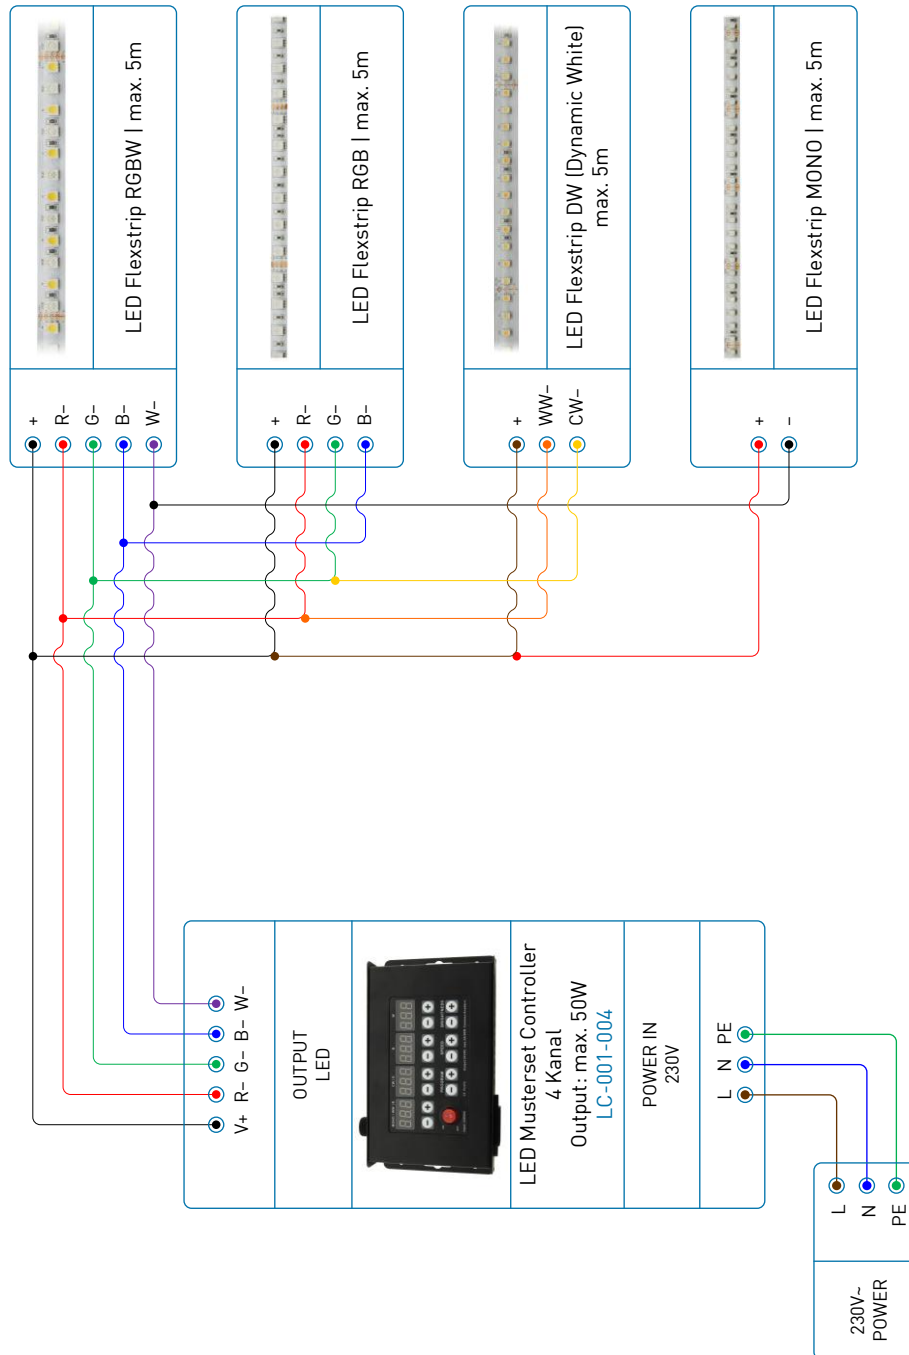 LED Flexstrip RGBW | max. 5m
+
R-
G-
B-
W-
LED Flexstrip RGB | max. 5m
+
R-
G-
B-
LED Flexstrip DW (Dynamic White)
max. 5m
+
WW-
CW-
LED Flexstrip MONO | max. 5m
+
-
V+
R-
G-
B-
W-
OUTPUT
LED
LED Musterset Controller
4 Kanal
Output: max. 50W
LC-001-004
POWER IN
230V
L
N
PE
L
N
PE
230V~
POWER